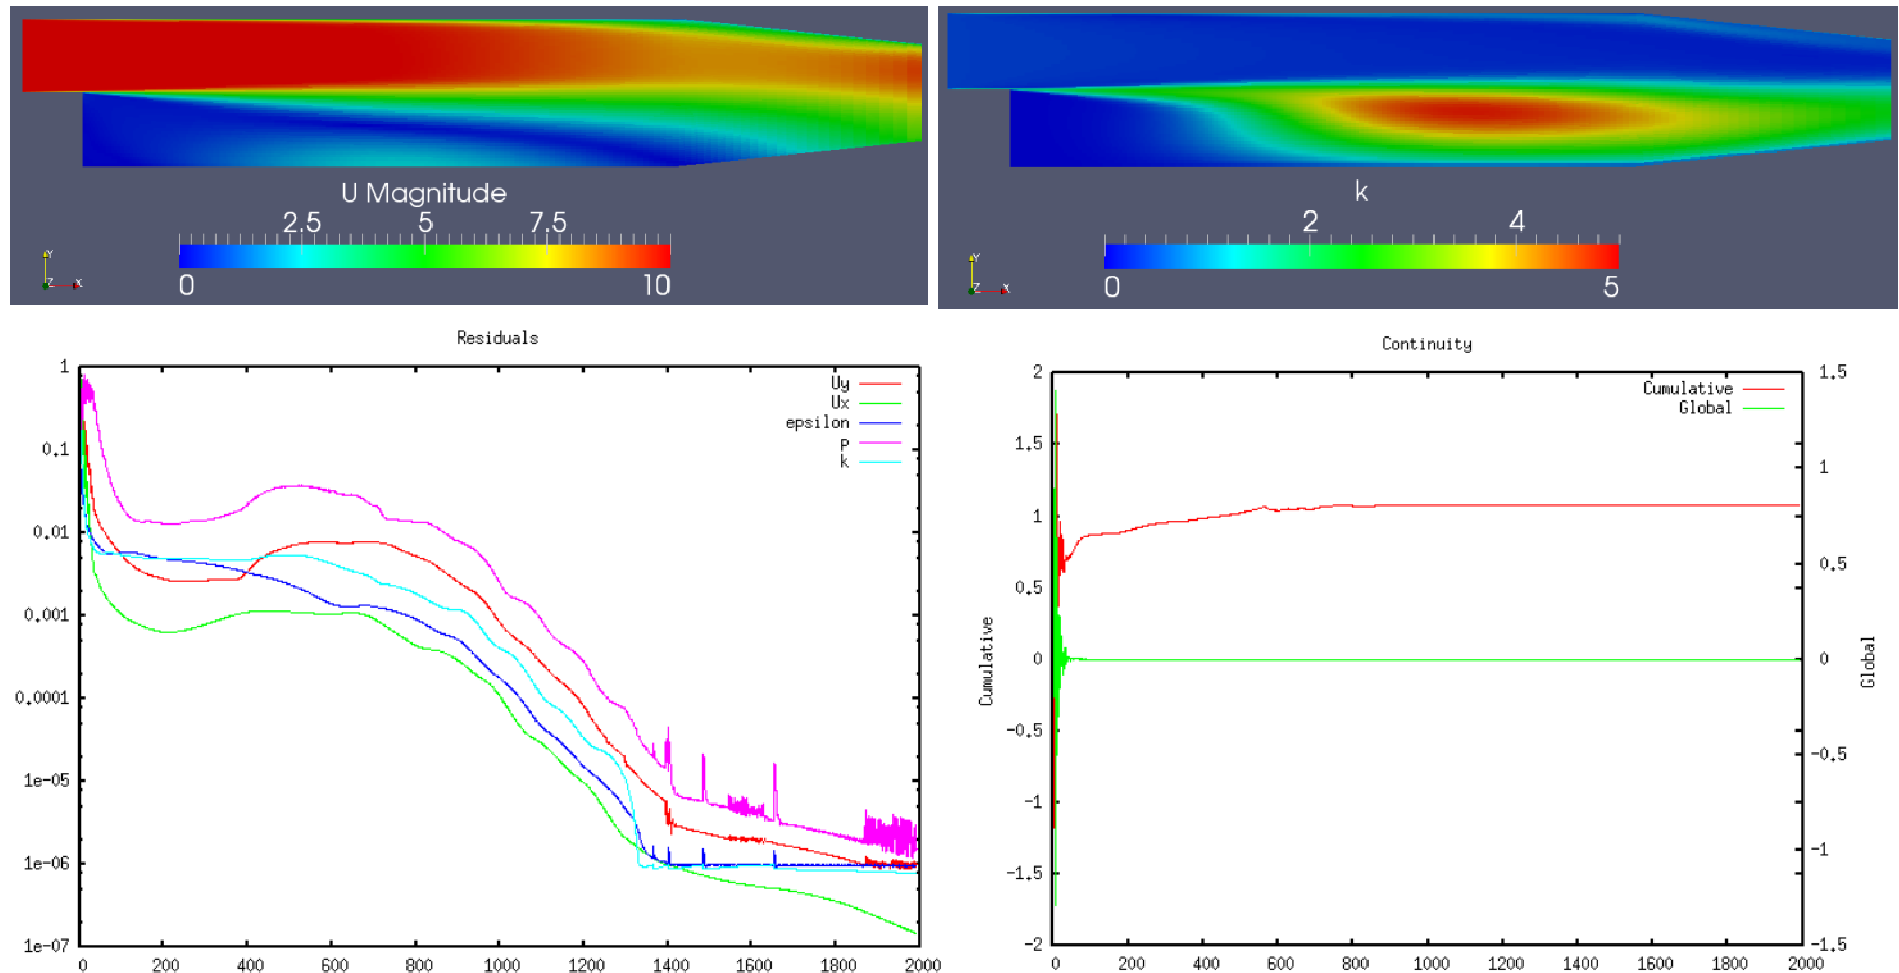 U Magnitude
2.5 5 7.5
0 10
Y
Z X
k
2 4
0 5
Y
Z X
Residuals
1
0.1
0.01
0.001
0.0001
1e-05
1e-06
1e-07
Uy
Ux
epsilon
p
k
0 200 400 600 800 1000 1200 1400 1600 1800 2000
Continuity
2
1.5
1
0.5
0
-0.5
-1
-1.5
-2
Cumulative
Cumulative
Global
1.5
1
0.5
0
-0.5
-1
-1.5
Global
0 200 400 600 800 1000 1200 1400 1600 1800 2000